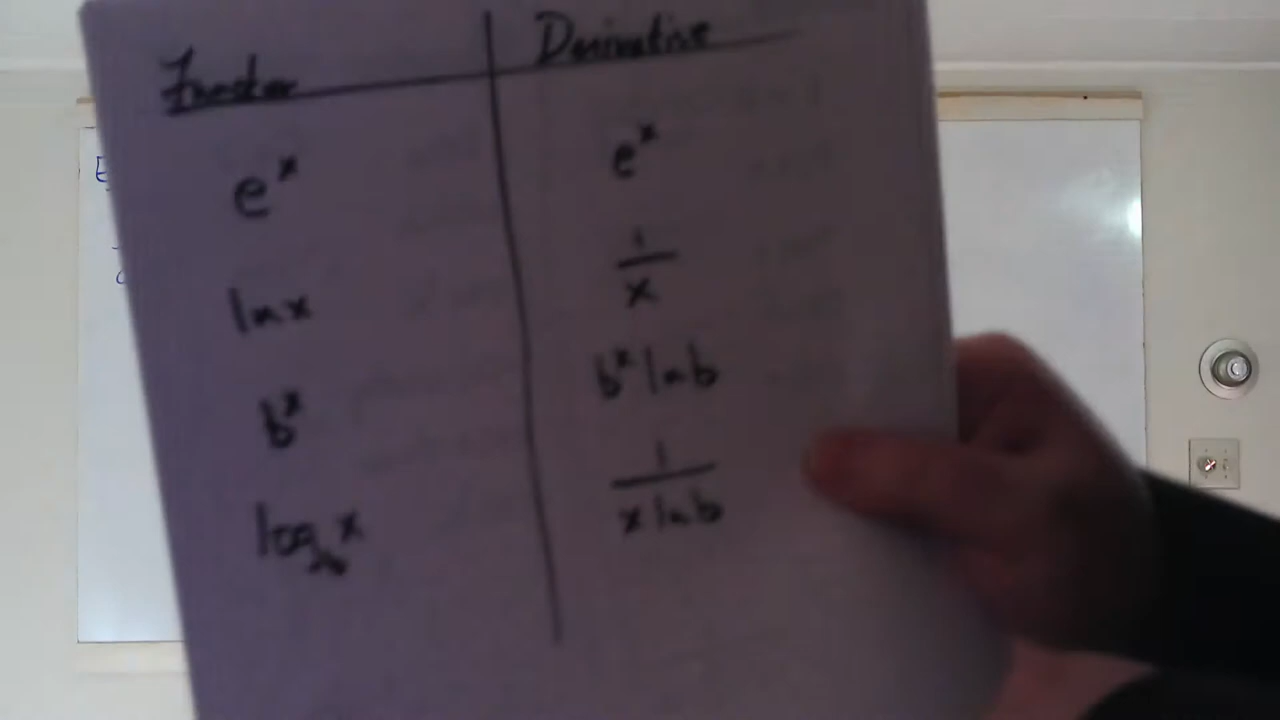 Function Derivative
e^x e^x
ln x 1/x
b^x b^x ln b
log_b x 1/(x ln b)
E